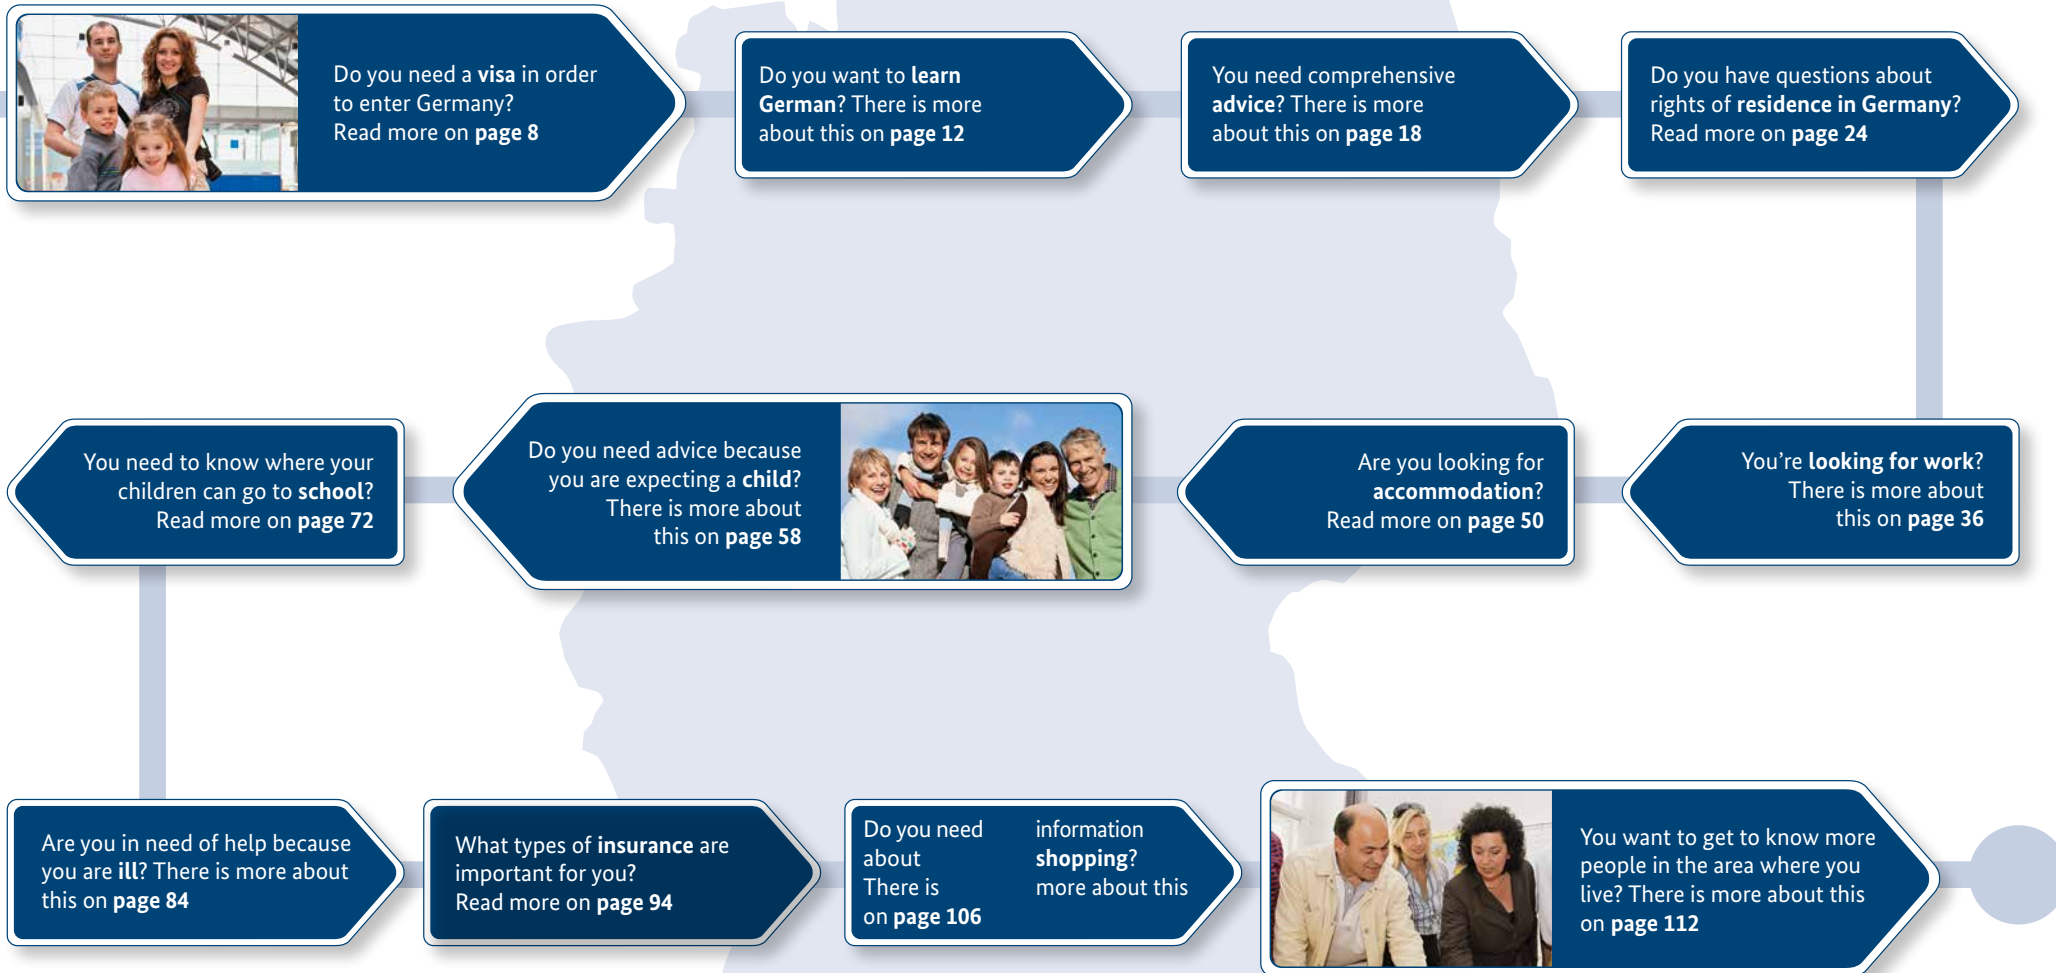 Do you need a visa in order
to enter Germany?
Read more on page 8
Do you want to learn
German? There is more
about this on page 12
You need comprehensive
advice? There is more
about this on page 18
Do you have questions about
rights of residence in Germany?
Read more on page 24
You're looking for work?
There is more about
this on page 36
Are you looking for
accommodation?
Read more on page 50
Do you need advice because
you are expecting a child?
There is more about
this on page 58
You need to know where your
children can go to school?
Read more on page 72
Are you in need of help because
you are ill? There is more about
this on page 84
What types of insurance are
important for you?
Read more on page 94
Do you need information
about shopping?
There is more about this
on page 106
You want to get to know more
people in the area where you
live? There is more about this
on page 112